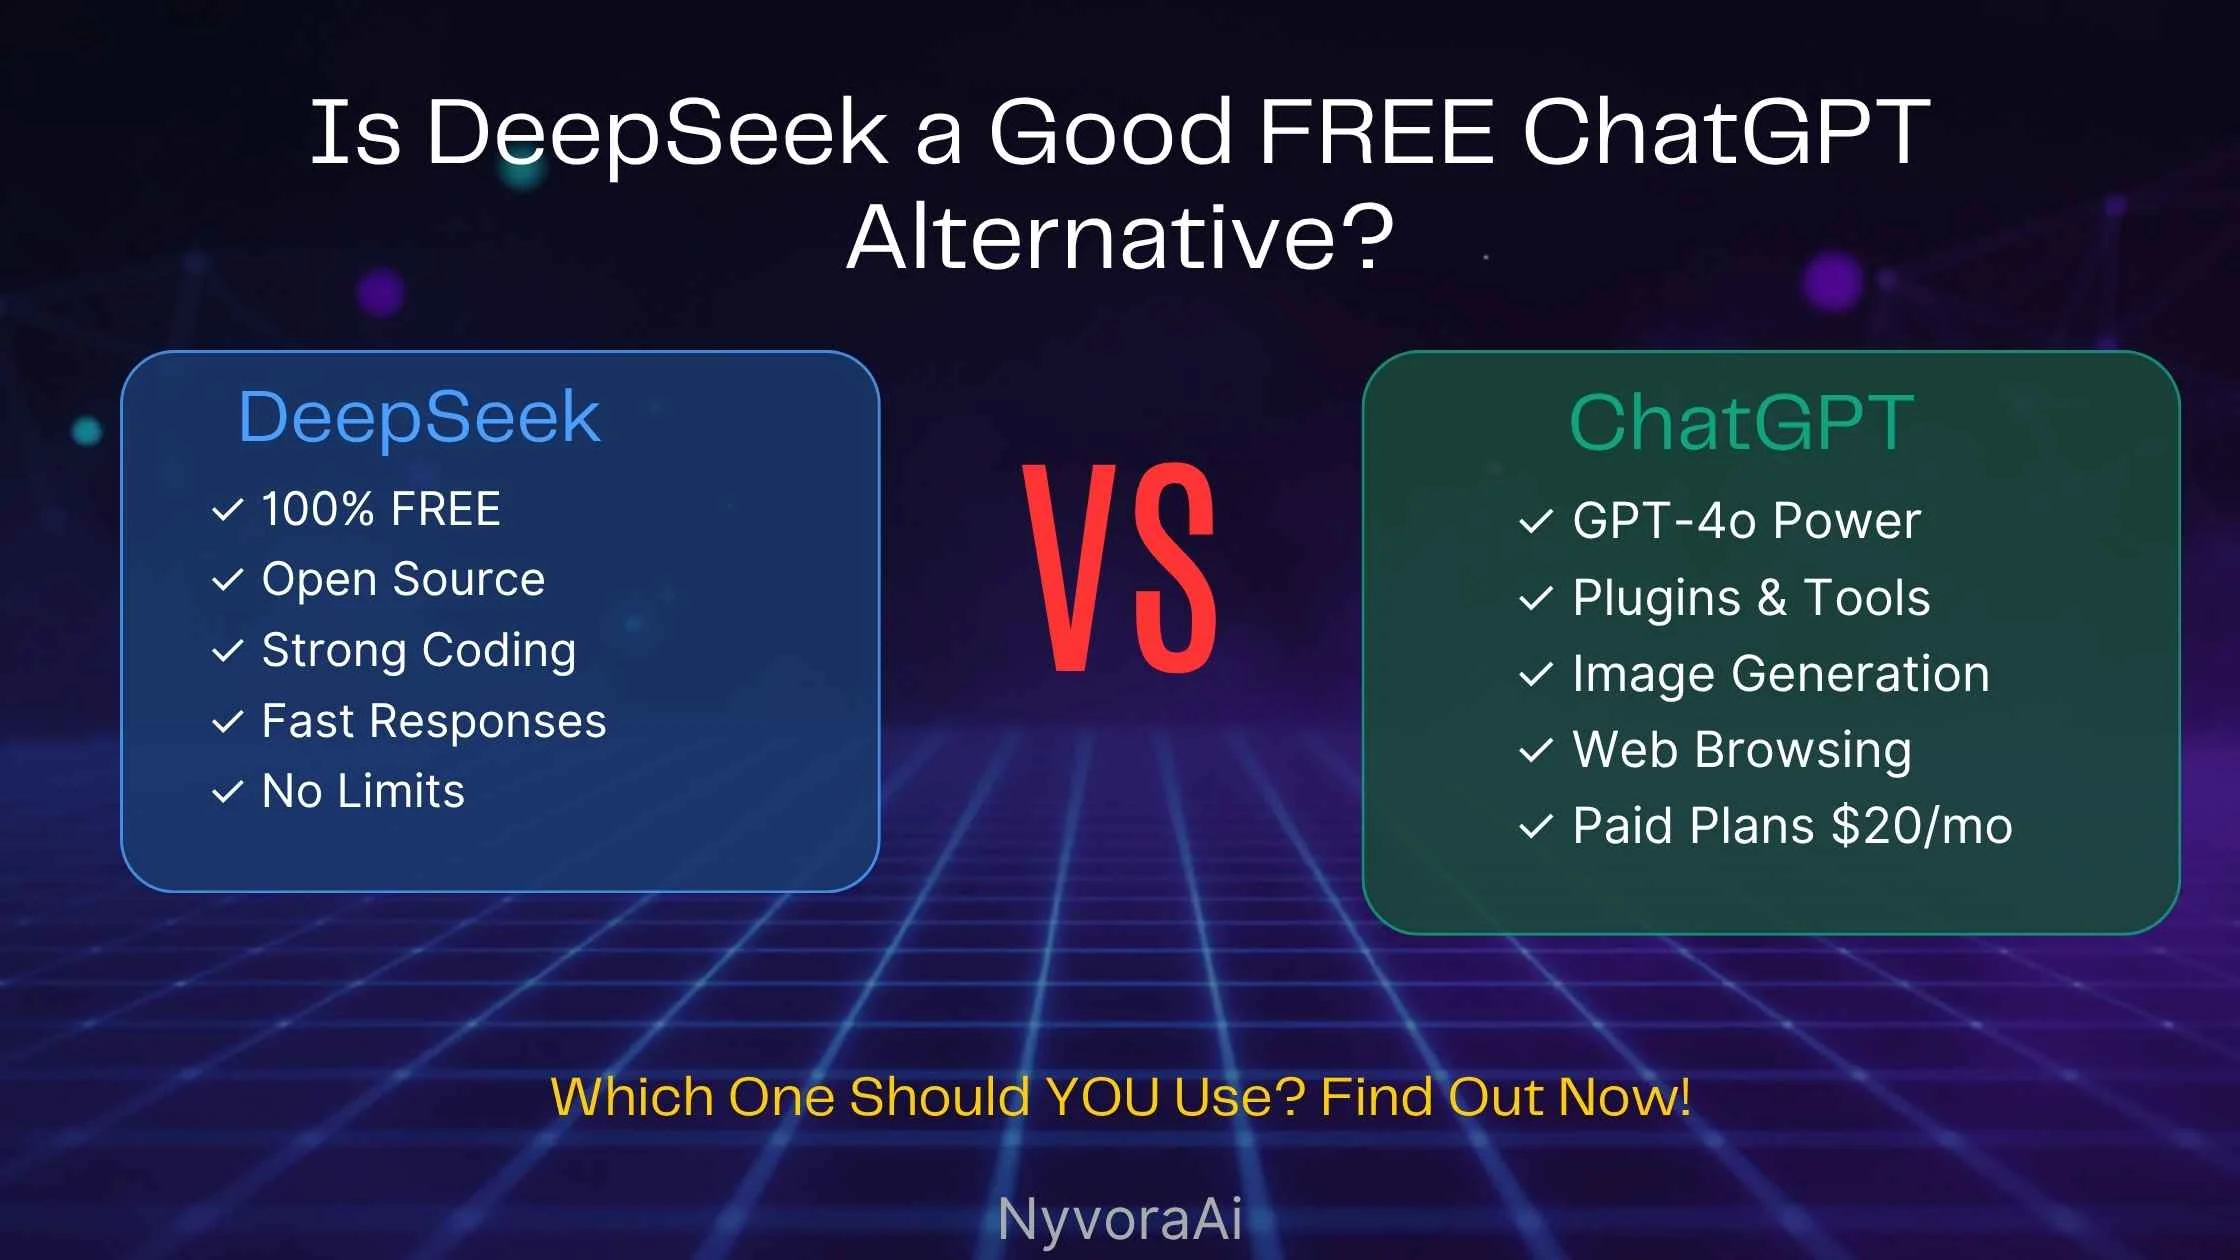 Is DeepSeek a Good FREE ChatGPT
Alternative?
DeepSeek
✓ 100% FREE
✓ Open Source
✓ Strong Coding
✓ Fast Responses
✓ No Limits
VS
ChatGPT
✓ GPT-4o Power
✓ Plugins & Tools
✓ Image Generation
✓ Web Browsing
✓ Paid Plans $20/mo
Which One Should YOU Use? Find Out Now!
NyvoraAi